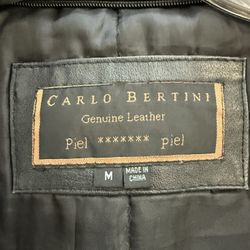 CARLO BERTINI
Genuine Leather
Piel ******* piel
M MADE IN
CHINA